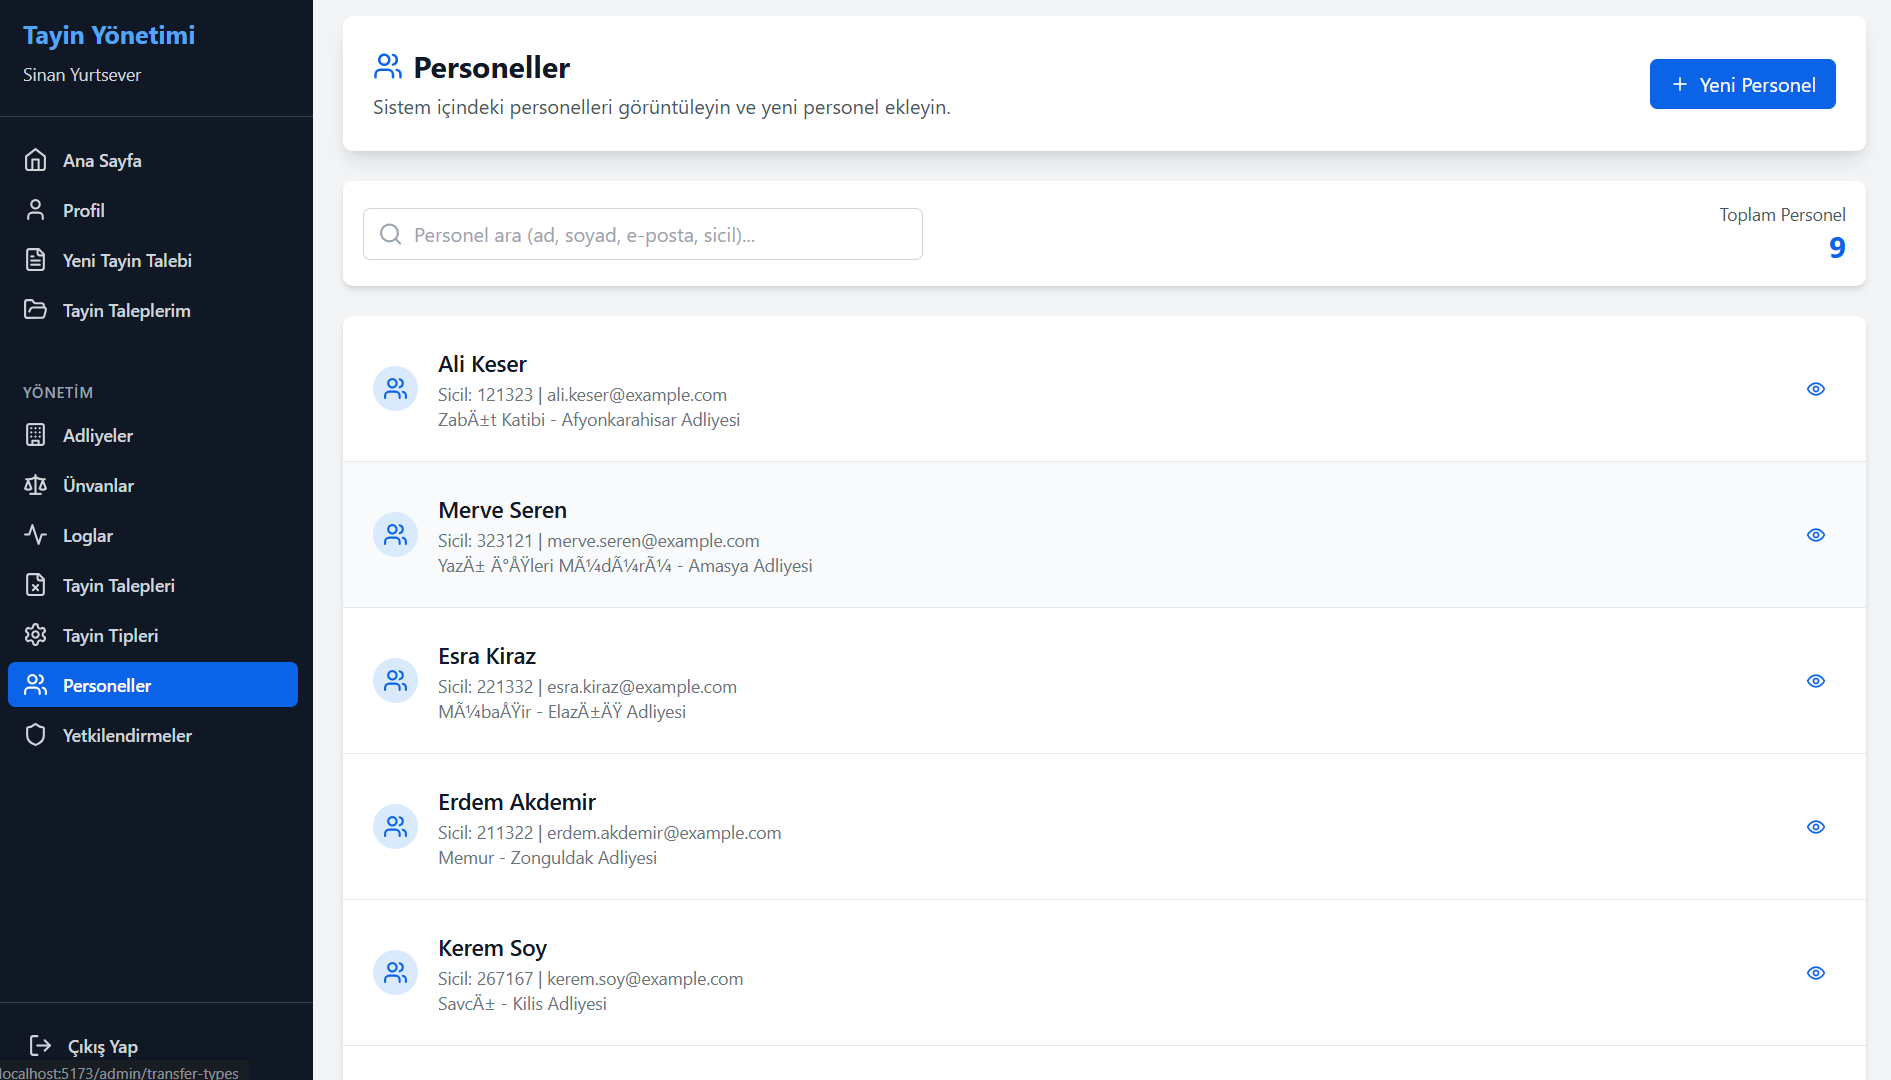 Tayin Yönetimi
Sinan Yurtsever
Ana Sayfa
Profil
Yeni Tayin Talebi
Tayin Taleplerim
YÖNETİM
Adliyeler
Ünvanlar
Loglar
Tayin Talepleri
Tayin Tipleri
Personeller
Yetkilendirmeler
Çıkış Yap
localhost:5173/admin/transfer-types
Personeller
Sistem içindeki personelleri görüntüleyin ve yeni personel ekleyin.
+ Yeni Personel
Personel ara (ad, soyad, e-posta, sicil)...
Toplam Personel
9
Ali Keser
Sicil: 121323 | ali.keser@example.com
ZabÄ±t Katibi - Afyonkarahisar Adliyesi
Merve Seren
Sicil: 323121 | merve.seren@example.com
YazÄ± Ä°ÅŸleri MÃ¼dÃ¼rÃ¼ - Amasya Adliyesi
Esra Kiraz
Sicil: 221332 | esra.kiraz@example.com
MÃ¼baÅŸir - ElazÄ±ÄŸ Adliyesi
Erdem Akdemir
Sicil: 211322 | erdem.akdemir@example.com
Memur - Zonguldak Adliyesi
Kerem Soy
Sicil: 267167 | kerem.soy@example.com
SavcÄ± - Kilis Adliyesi